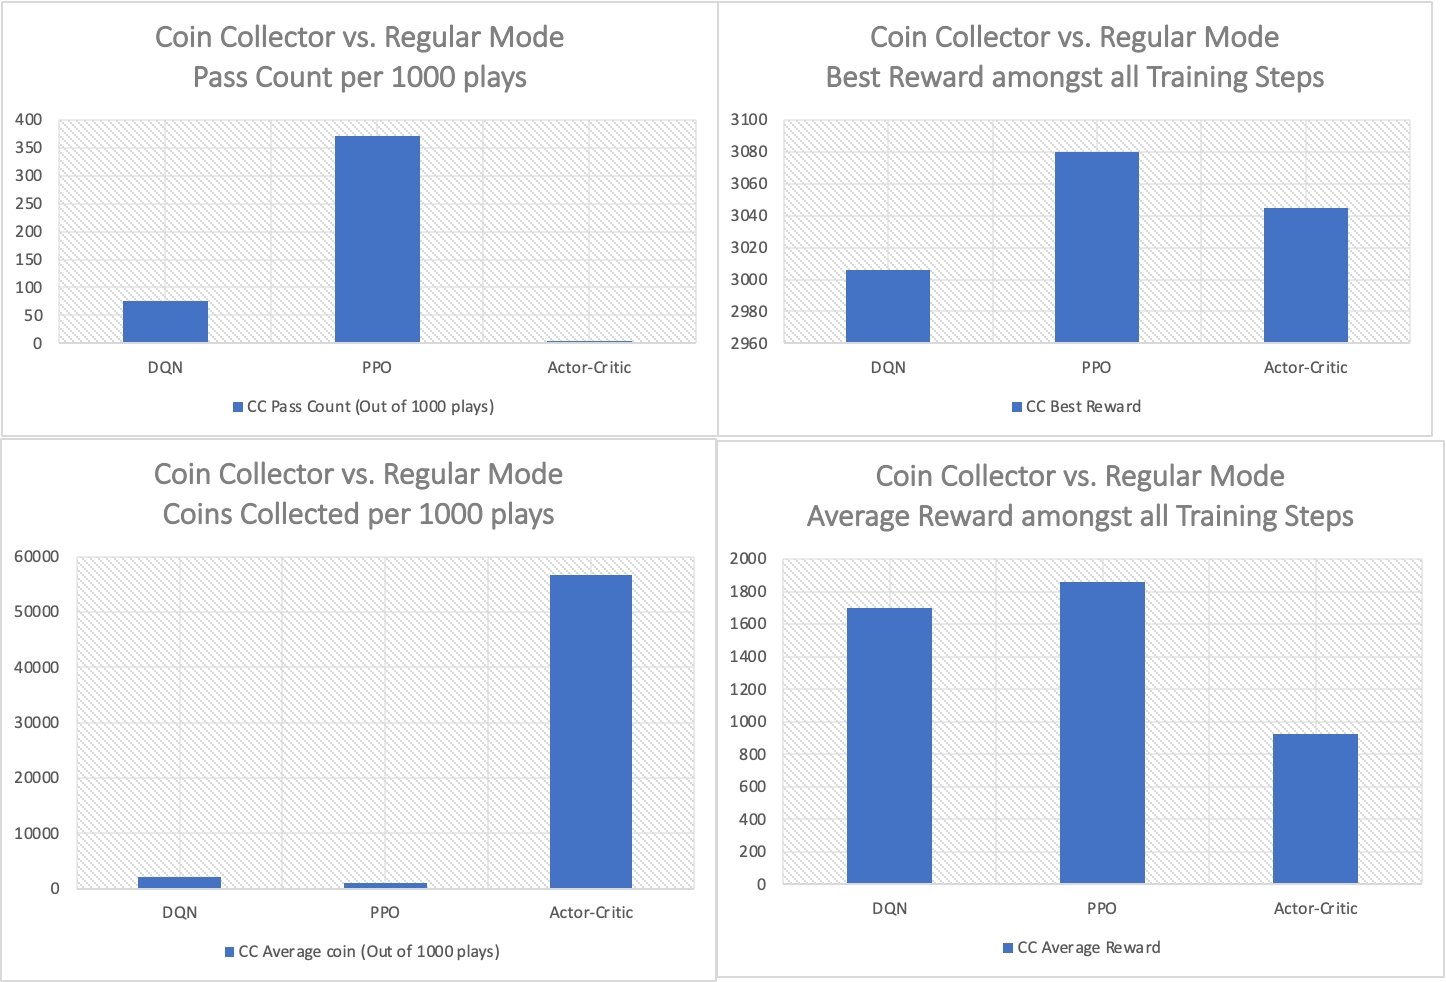 Coin Collector vs. Regular Mode
Pass Count per 1000 plays
400
350
300
250
200
150
100
50
0
DQN PPO Actor-Critic
CC Pass Count (Out of 1000 plays)
Coin Collector vs. Regular Mode
Best Reward amongst all Training Steps
3100
3080
3060
3040
3020
3000
2980
2960
DQN PPO Actor-Critic
CC Best Reward
Coin Collector vs. Regular Mode
Coins Collected per 1000 plays
60000
50000
40000
30000
20000
10000
0
DQN PPO Actor-Critic
CC Average coin (Out of 1000 plays)
Coin Collector vs. Regular Mode
Average Reward amongst all Training Steps
2000
1800
1600
1400
1200
1000
800
600
400
200
0
DQN PPO Actor-Critic
CC Average Reward